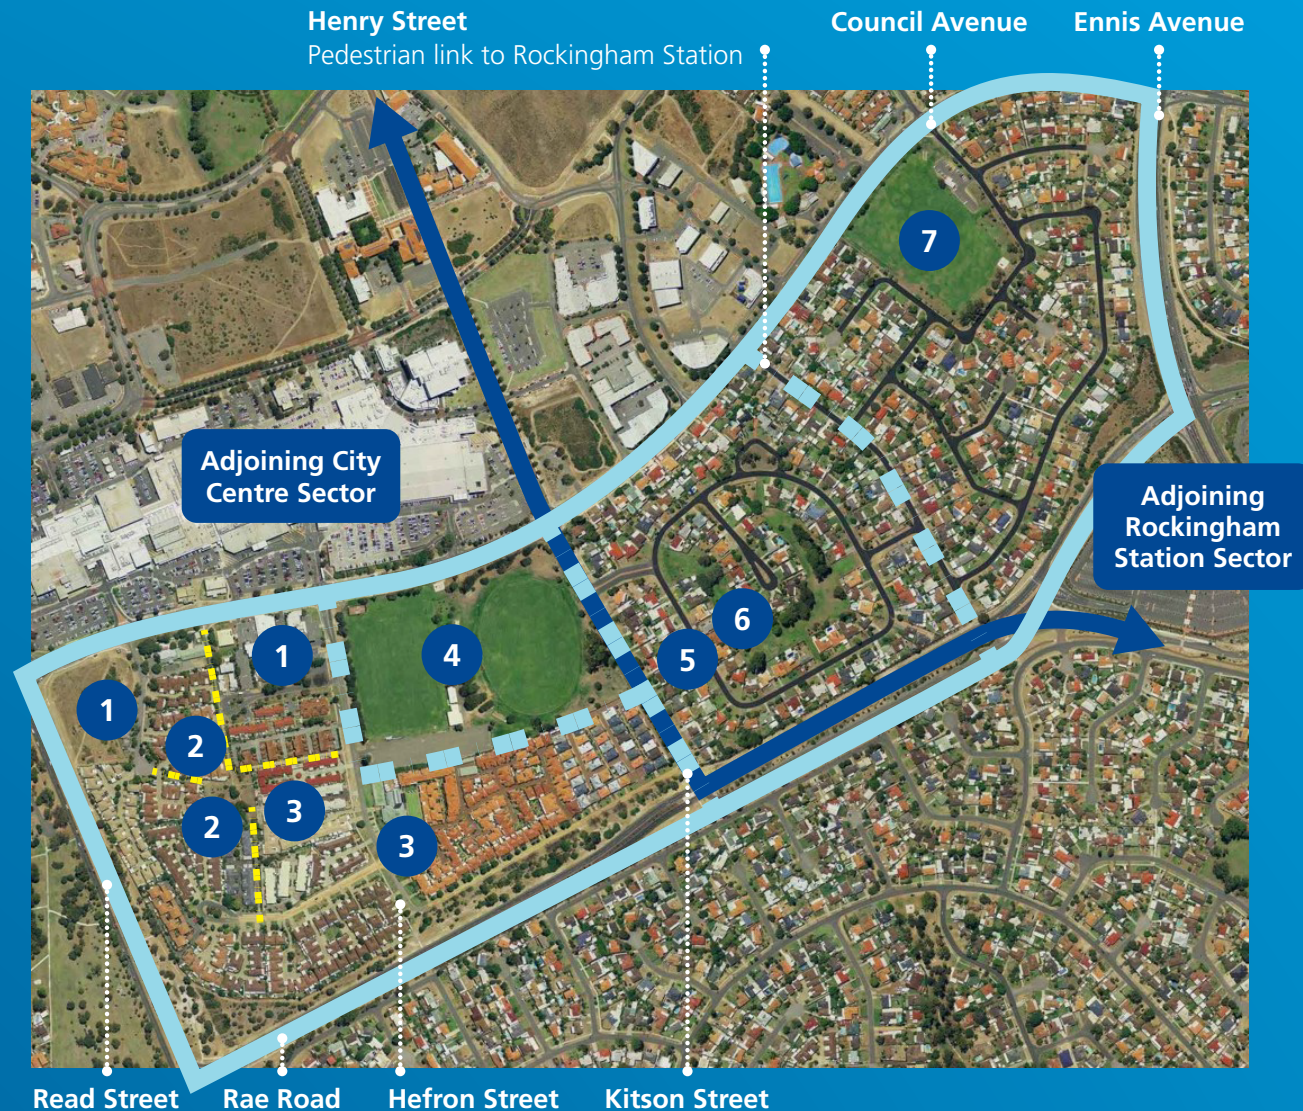 Henry Street
Pedestrian link to Rockingham Station
Council Avenue
Ennis Avenue
7
Adjoining City
Centre Sector
Adjoining
Rockingham
Station Sector
1
4
5
6
1
2
2
3
3
Read Street
Rae Road
Hefron Street
Kitson Street